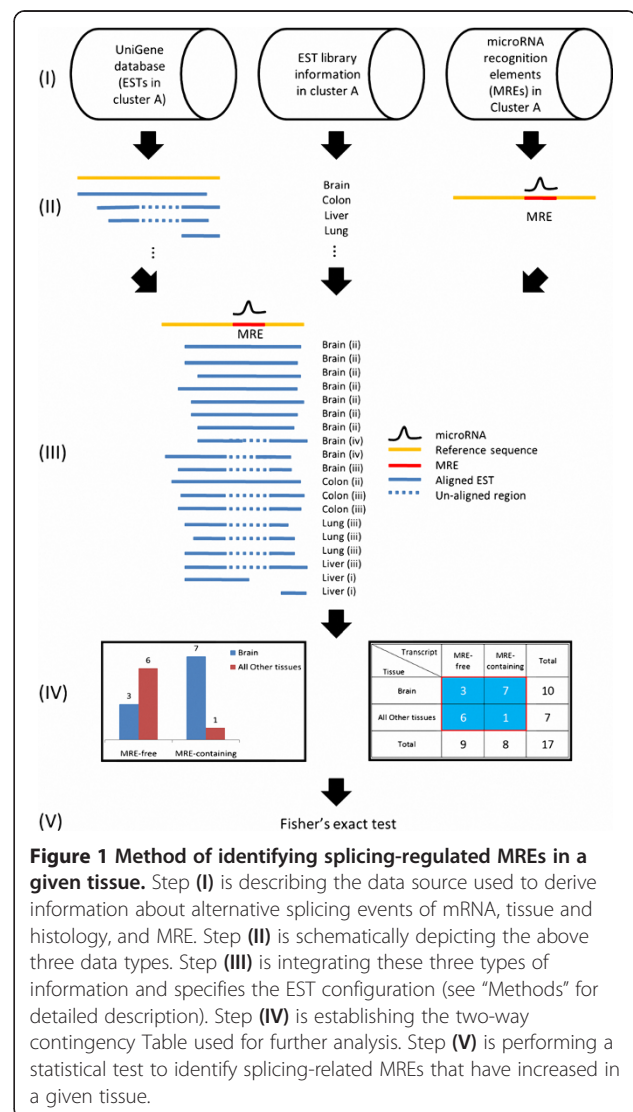 (I)
UniGene
database
(ESTs in
cluster A)
EST library
information
in cluster A
microRNA
recognition
elements
(MREs) in
Cluster A
(II)
Brain
Colon
Liver
Lung
⋮
⋮
MRE
(III)
MRE
Brain (ii)
Brain (ii)
Brain (ii)
Brain (ii)
Brain (ii)
Brain (ii)
Brain (ii)
Brain (iv)
Brain (iv)
Brain (iii)
Colon (ii)
Colon (iii)
Colon (iii)
Lung (iii)
Lung (iii)
Lung (iii)
Liver (iii)
Liver (i)
Liver (i)
microRNA
Reference sequence
MRE
Aligned EST
Un-aligned region
(IV)
3
6
7
1
MRE-free
MRE-containing
Brain
All Other tissues
Transcript
Tissue
MRE-
free
MRE-
containing
Total
Brain 3 7 10
All Other tissues 6 1 7
Total 9 8 17
(V)
Fisher's exact test
Figure 1 Method of identifying splicing-regulated MREs in a
given tissue. Step (I) is describing the data source used to derive
information about alternative splicing events of mRNA, tissue and
histology, and MRE. Step (II) is schematically depicting the above
three data types. Step (III) is integrating these three types of
information and specifies the EST configuration (see “Methods” for
detailed description). Step (IV) is establishing the two-way
contingency Table used for further analysis. Step (V) is performing a
statistical test to identify splicing-related MREs that have increased in
a given tissue.